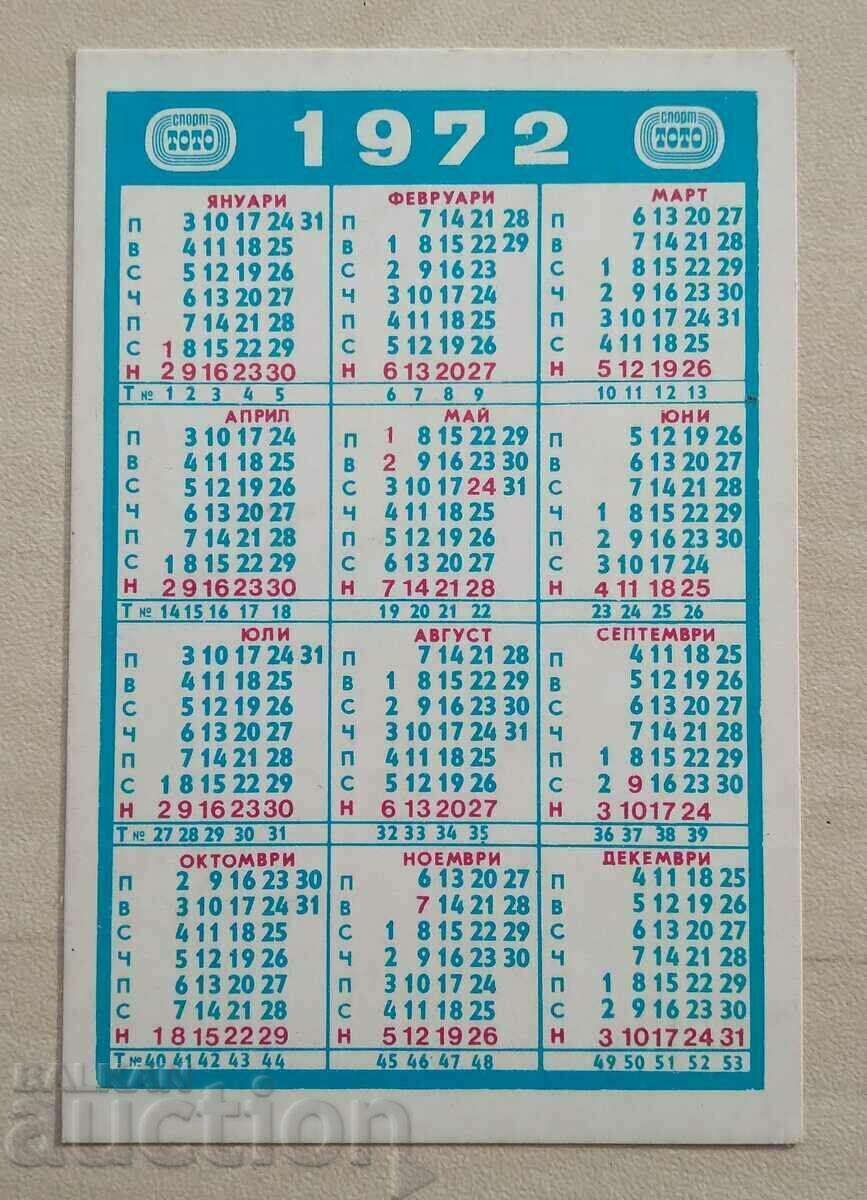 спорт ТОТО 1972 спорт ТОТО
ЯНУАРИ
П 3 10 17 24 31
В 4 11 18 25
С 5 12 19 26
Ч 6 13 20 27
П 7 14 21 28
С 1 8 15 22 29
Н 2 9 16 23 30
Т № 1 2 3 4 5
ФЕВРУАРИ
П 7 14 21 28
В 1 8 15 22 29
С 2 9 16 23
Ч 3 10 17 24
П 4 11 18 25
С 5 12 19 26
Н 6 13 20 27
6 7 8 9
МАРТ
П 6 13 20 27
В 7 14 21 28
С 1 8 15 22 29
Ч 2 9 16 23 30
П 3 10 17 24 31
С 4 11 18 25
Н 5 12 19 26
10 11 12 13
АПРИЛ
П 3 10 17 24
В 4 11 18 25
С 5 12 19 26
Ч 6 13 20 27
П 7 14 21 28
С 1 8 15 22 29
Н 2 9 16 23 30
Т № 14 15 16 17 18
МАЙ
П 1 8 15 22 29
В 2 9 16 23 30
С 3 10 17 24 31
Ч 4 11 18 25
П 5 12 19 26
С 6 13 20 27
Н 7 14 21 28
19 20 21 22
ЮНИ
П 5 12 19 26
В 6 13 20 27
С 7 14 21 28
Ч 1 8 15 22 29
П 2 9 16 23 30
С 3 10 17 24
Н 4 11 18 25
23 24 25 26
ЮЛИ
П 3 10 17 24 31
В 4 11 18 25
С 5 12 19 26
Ч 6 13 20 27
П 7 14 21 28
С 1 8 15 22 29
Н 2 9 16 23 30
Т № 27 28 29 30 31
АВГУСТ
П 7 14 21 28
В 1 8 15 22 29
С 2 9 16 23 30
Ч 3 10 17 24 31
П 4 11 18 25
С 5 12 19 26
Н 6 13 20 27
32 33 34 35
СЕПТЕМВРИ
П 4 11 18 25
В 5 12 19 26
С 6 13 20 27
Ч 7 14 21 28
П 1 8 15 22 29
С 2 9 16 23 30
Н 3 10 17 24
36 37 38 39
ОКТОМВРИ
П 2 9 16 23 30
В 3 10 17 24 31
С 4 11 18 25
Ч 5 12 19 26
П 6 13 20 27
С 7 14 21 28
Н 1 8 15 22 29
Т № 40 41 42 43 44
НОЕМВРИ
П 6 13 20 27
В 7 14 21 28
С 1 8 15 22 29
Ч 2 9 16 23 30
П 3 10 17 24
С 4 11 18 25
Н 5 12 19 26
45 46 47 48
ДЕКЕМВРИ
П 4 11 18 25
В 5 12 19 26
С 6 13 20 27
Ч 7 14 21 28
П 1 8 15 22 29
С 2 9 16 23 30
Н 3 10 17 24 31
49 50 51 52 53
BALKAN
auction